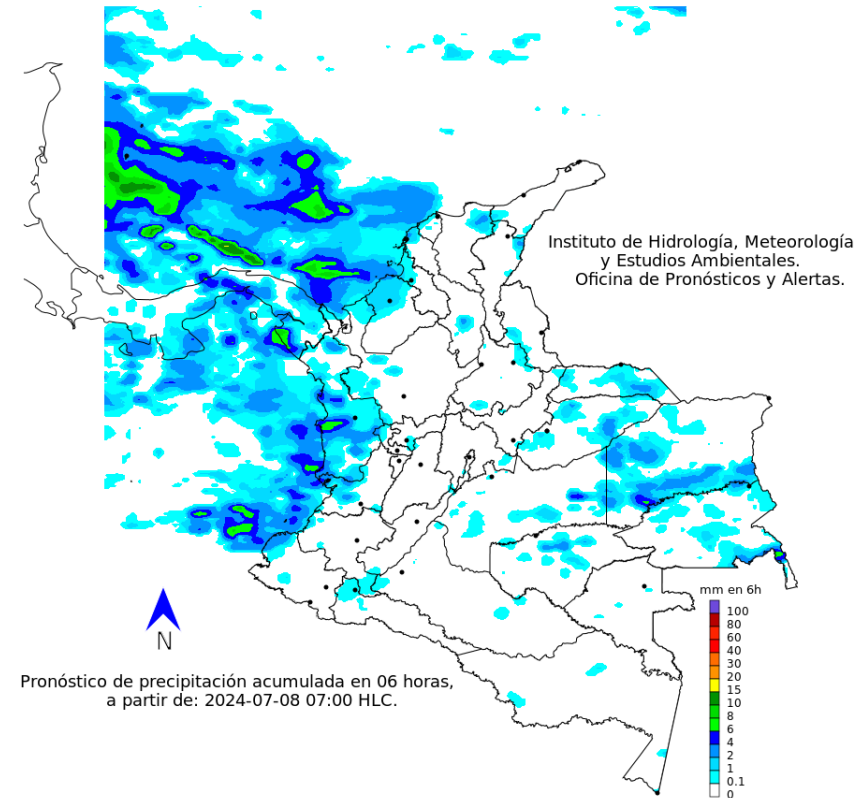 Instituto de Hidrología, Meteorología
y Estudios Ambientales.
Oficina de Pronósticos y Alertas.
mm en 6h
100
80
60
40
30
20
15
10
8
6
4
2
1
0.1
0
N
Pronóstico de precipitación acumulada en 06 horas,
a partir de: 2024-07-08 07:00 HLC.